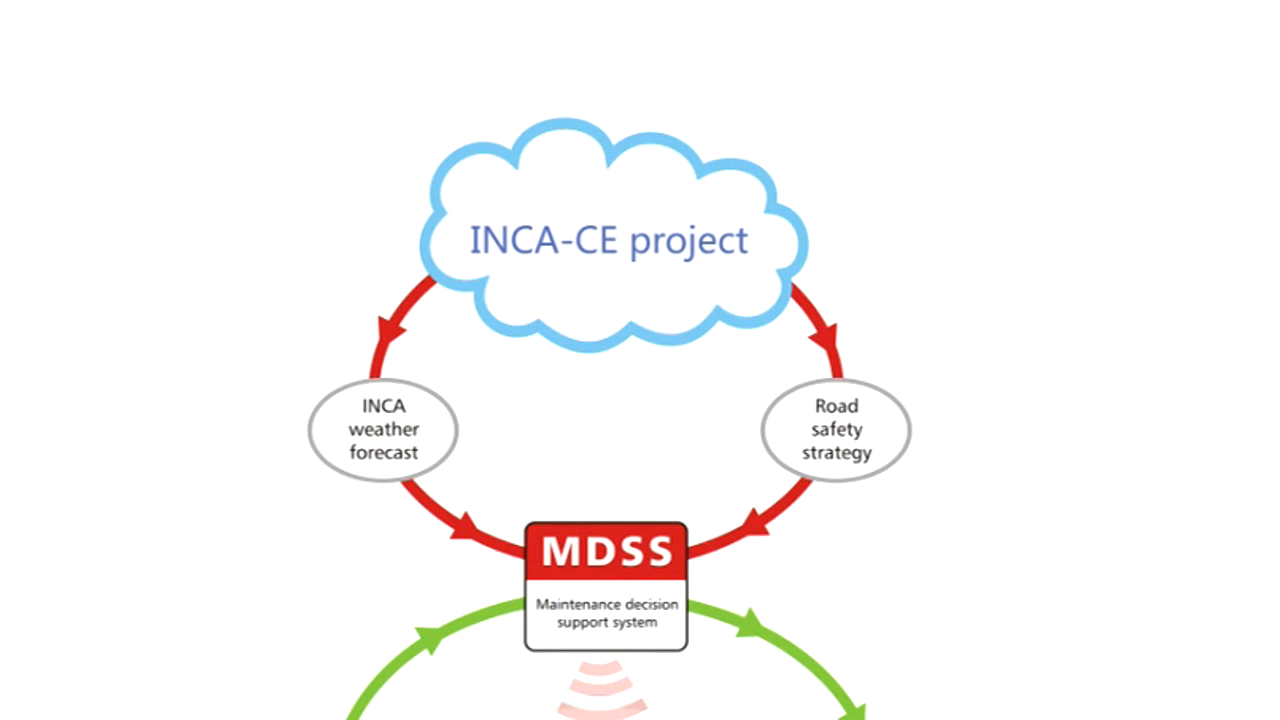 INCA-CE project
INCA
weather
forecast
Road
safety
strategy
MDSS
Maintenance decision
support system